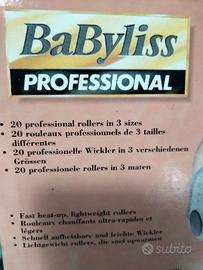 BaByliss
PROFESSIONAL
• 20 professional rollers in 3 sizes
• 20 rouleaux professionnels de 3 tailles
différentes
• 20 professionelle Wickler in 3 verschiedenen
Grössen
• 20 professionele rollers in 3 maten
• Fast heat-up, lightweight rollers
• Rouleaux chauffants ultra-rapides et
légers
• Schnell aufheizbare und leichte Wickler
• Lichtgewicht rollers, die snel opwarmen
subito